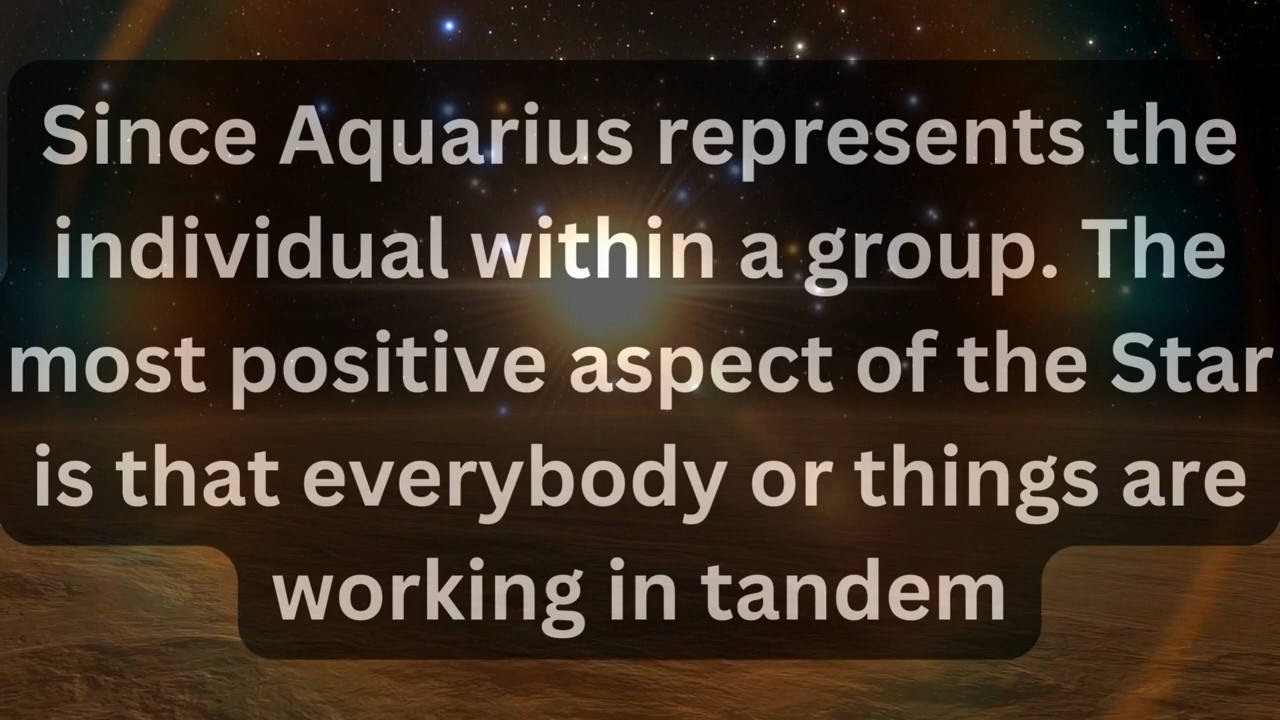 Since Aquarius represents the
individual within a group. The
most positive aspect of the Star
is that everybody or things are
working in tandem